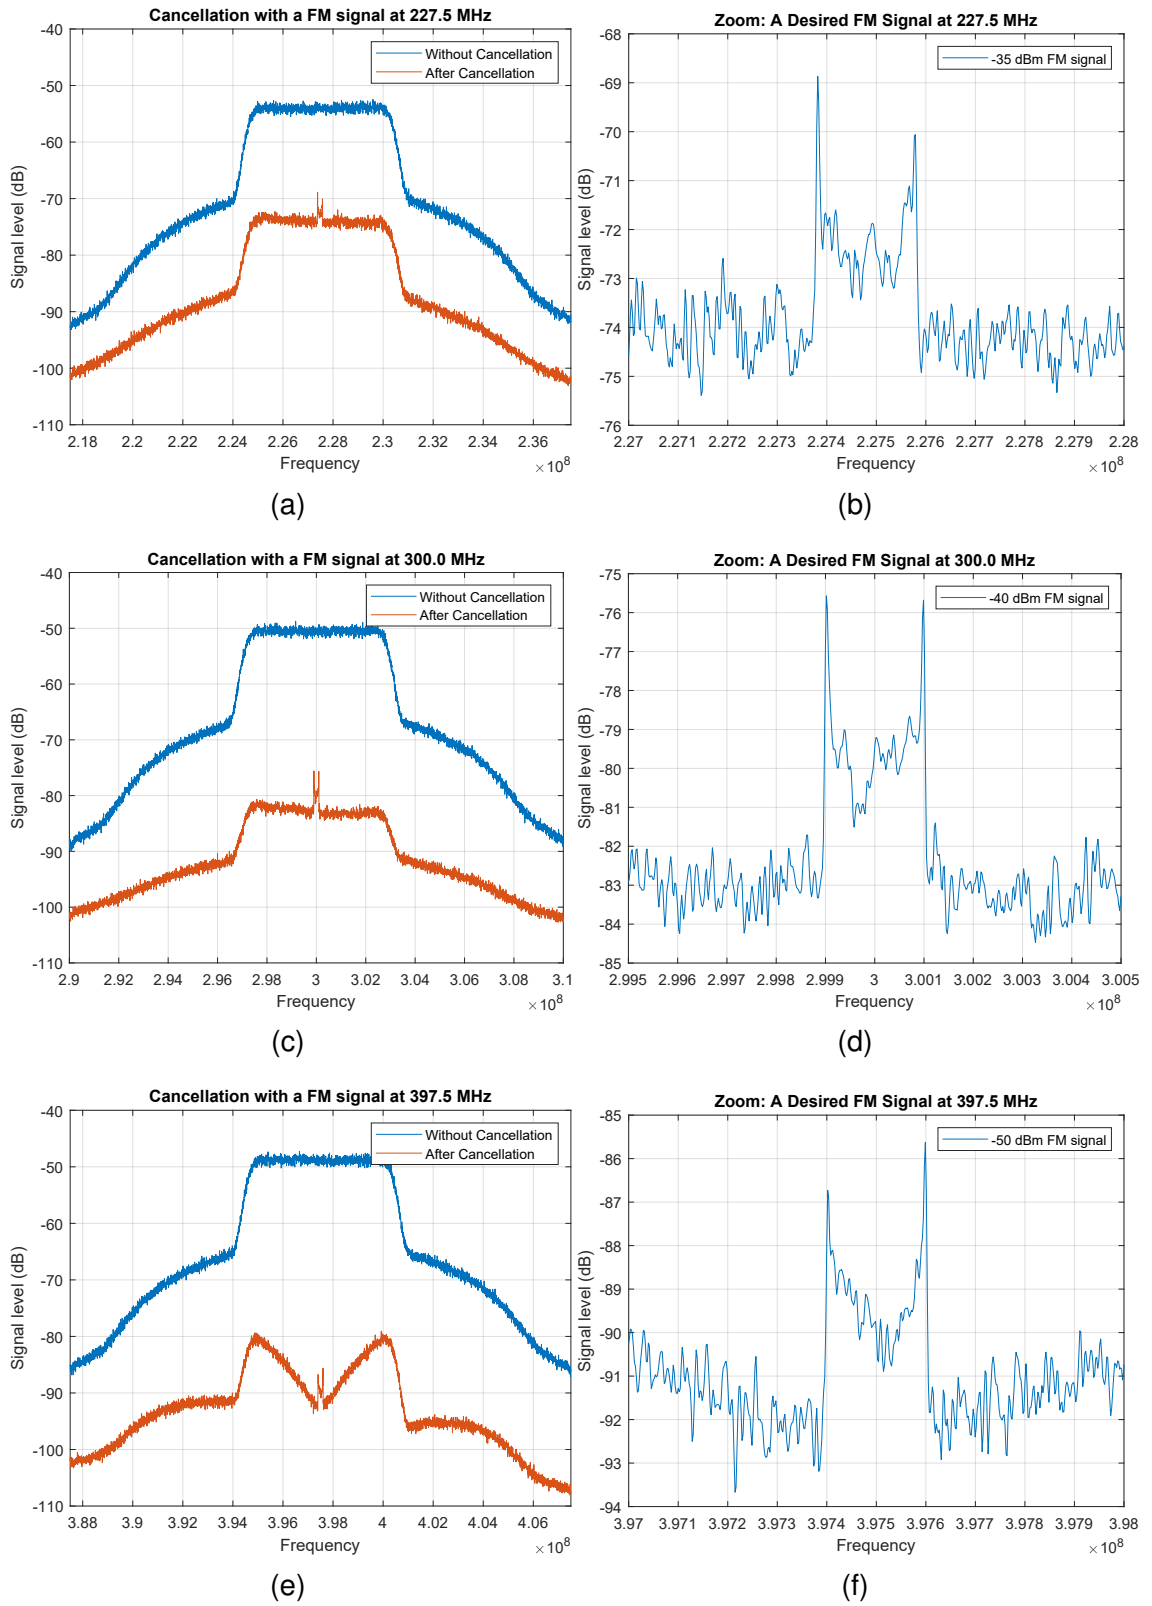 Cancellation with a FM signal at 227.5 MHz
Without Cancellation
After Cancellation
Signal level (dB)
-40
-50
-60
-70
-80
-90
-100
-110
2.18 2.2 2.22 2.24 2.26 2.28 2.3 2.32 2.34 2.36
Frequency
×10^8
(a)
Zoom: A Desired FM Signal at 227.5 MHz
-35 dBm FM signal
Signal level (dB)
-68
-69
-70
-71
-72
-73
-74
-75
-76
2.27 2.271 2.272 2.273 2.274 2.275 2.276 2.277 2.278 2.279 2.28
Frequency
×10^8
(b)
Cancellation with a FM signal at 300.0 MHz
Without Cancellation
After Cancellation
Signal level (dB)
-40
-50
-60
-70
-80
-90
-100
-110
2.9 2.92 2.94 2.96 2.98 3 3.02 3.04 3.06 3.08 3.1
Frequency
×10^8
(c)
Zoom: A Desired FM Signal at 300.0 MHz
-40 dBm FM signal
Signal level (dB)
-75
-76
-77
-78
-79
-80
-81
-82
-83
-84
-85
2.995 2.996 2.997 2.998 2.999 3 3.001 3.002 3.003 3.004 3.005
Frequency
×10^8
(d)
Cancellation with a FM signal at 397.5 MHz
Without Cancellation
After Cancellation
Signal level (dB)
-40
-50
-60
-70
-80
-90
-100
-110
3.88 3.9 3.92 3.94 3.96 3.98 4 4.02 4.04 4.06
Frequency
×10^8
(e)
Zoom: A Desired FM Signal at 397.5 MHz
-50 dBm FM signal
Signal level (dB)
-85
-86
-87
-88
-89
-90
-91
-92
-93
-94
3.97 3.971 3.972 3.973 3.974 3.975 3.976 3.977 3.978 3.979 3.98
Frequency
×10^8
(f)